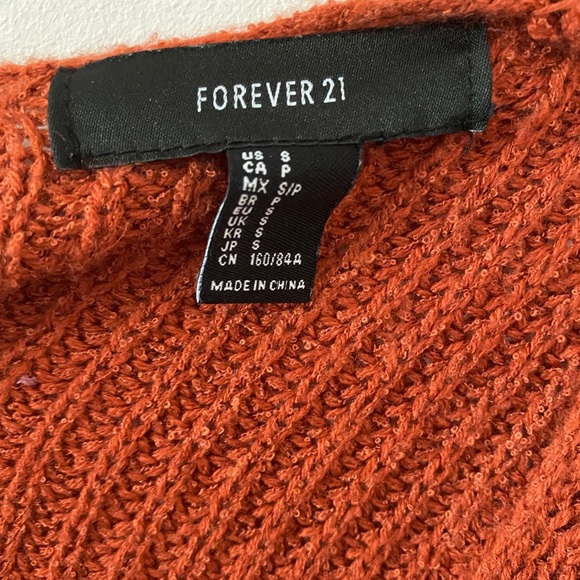 FOREVER 21
US S
CA P
MX S/P
BR P
EU S
UK S
KR S
JP S
CN 160/84A
MADE IN CHINA